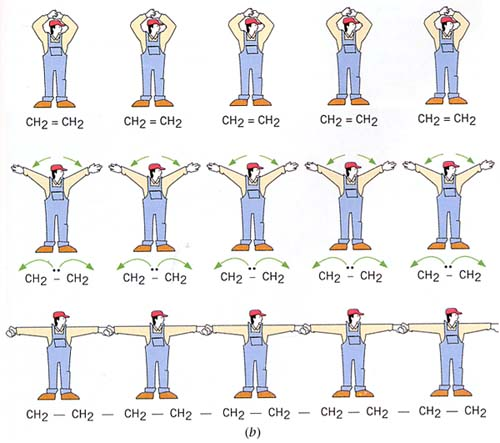 CH2 = CH2 CH2 = CH2 CH2 = CH2 CH2 = CH2 CH2 = CH2
CH2 ¨– CH2 CH2 ¨– CH2 CH2 ¨– CH2 CH2 ¨– CH2 CH2 ¨– CH2
CH2 — CH2 — CH2 — CH2 — CH2 — CH2 — CH2 — CH2 — CH2 — CH2
(b)